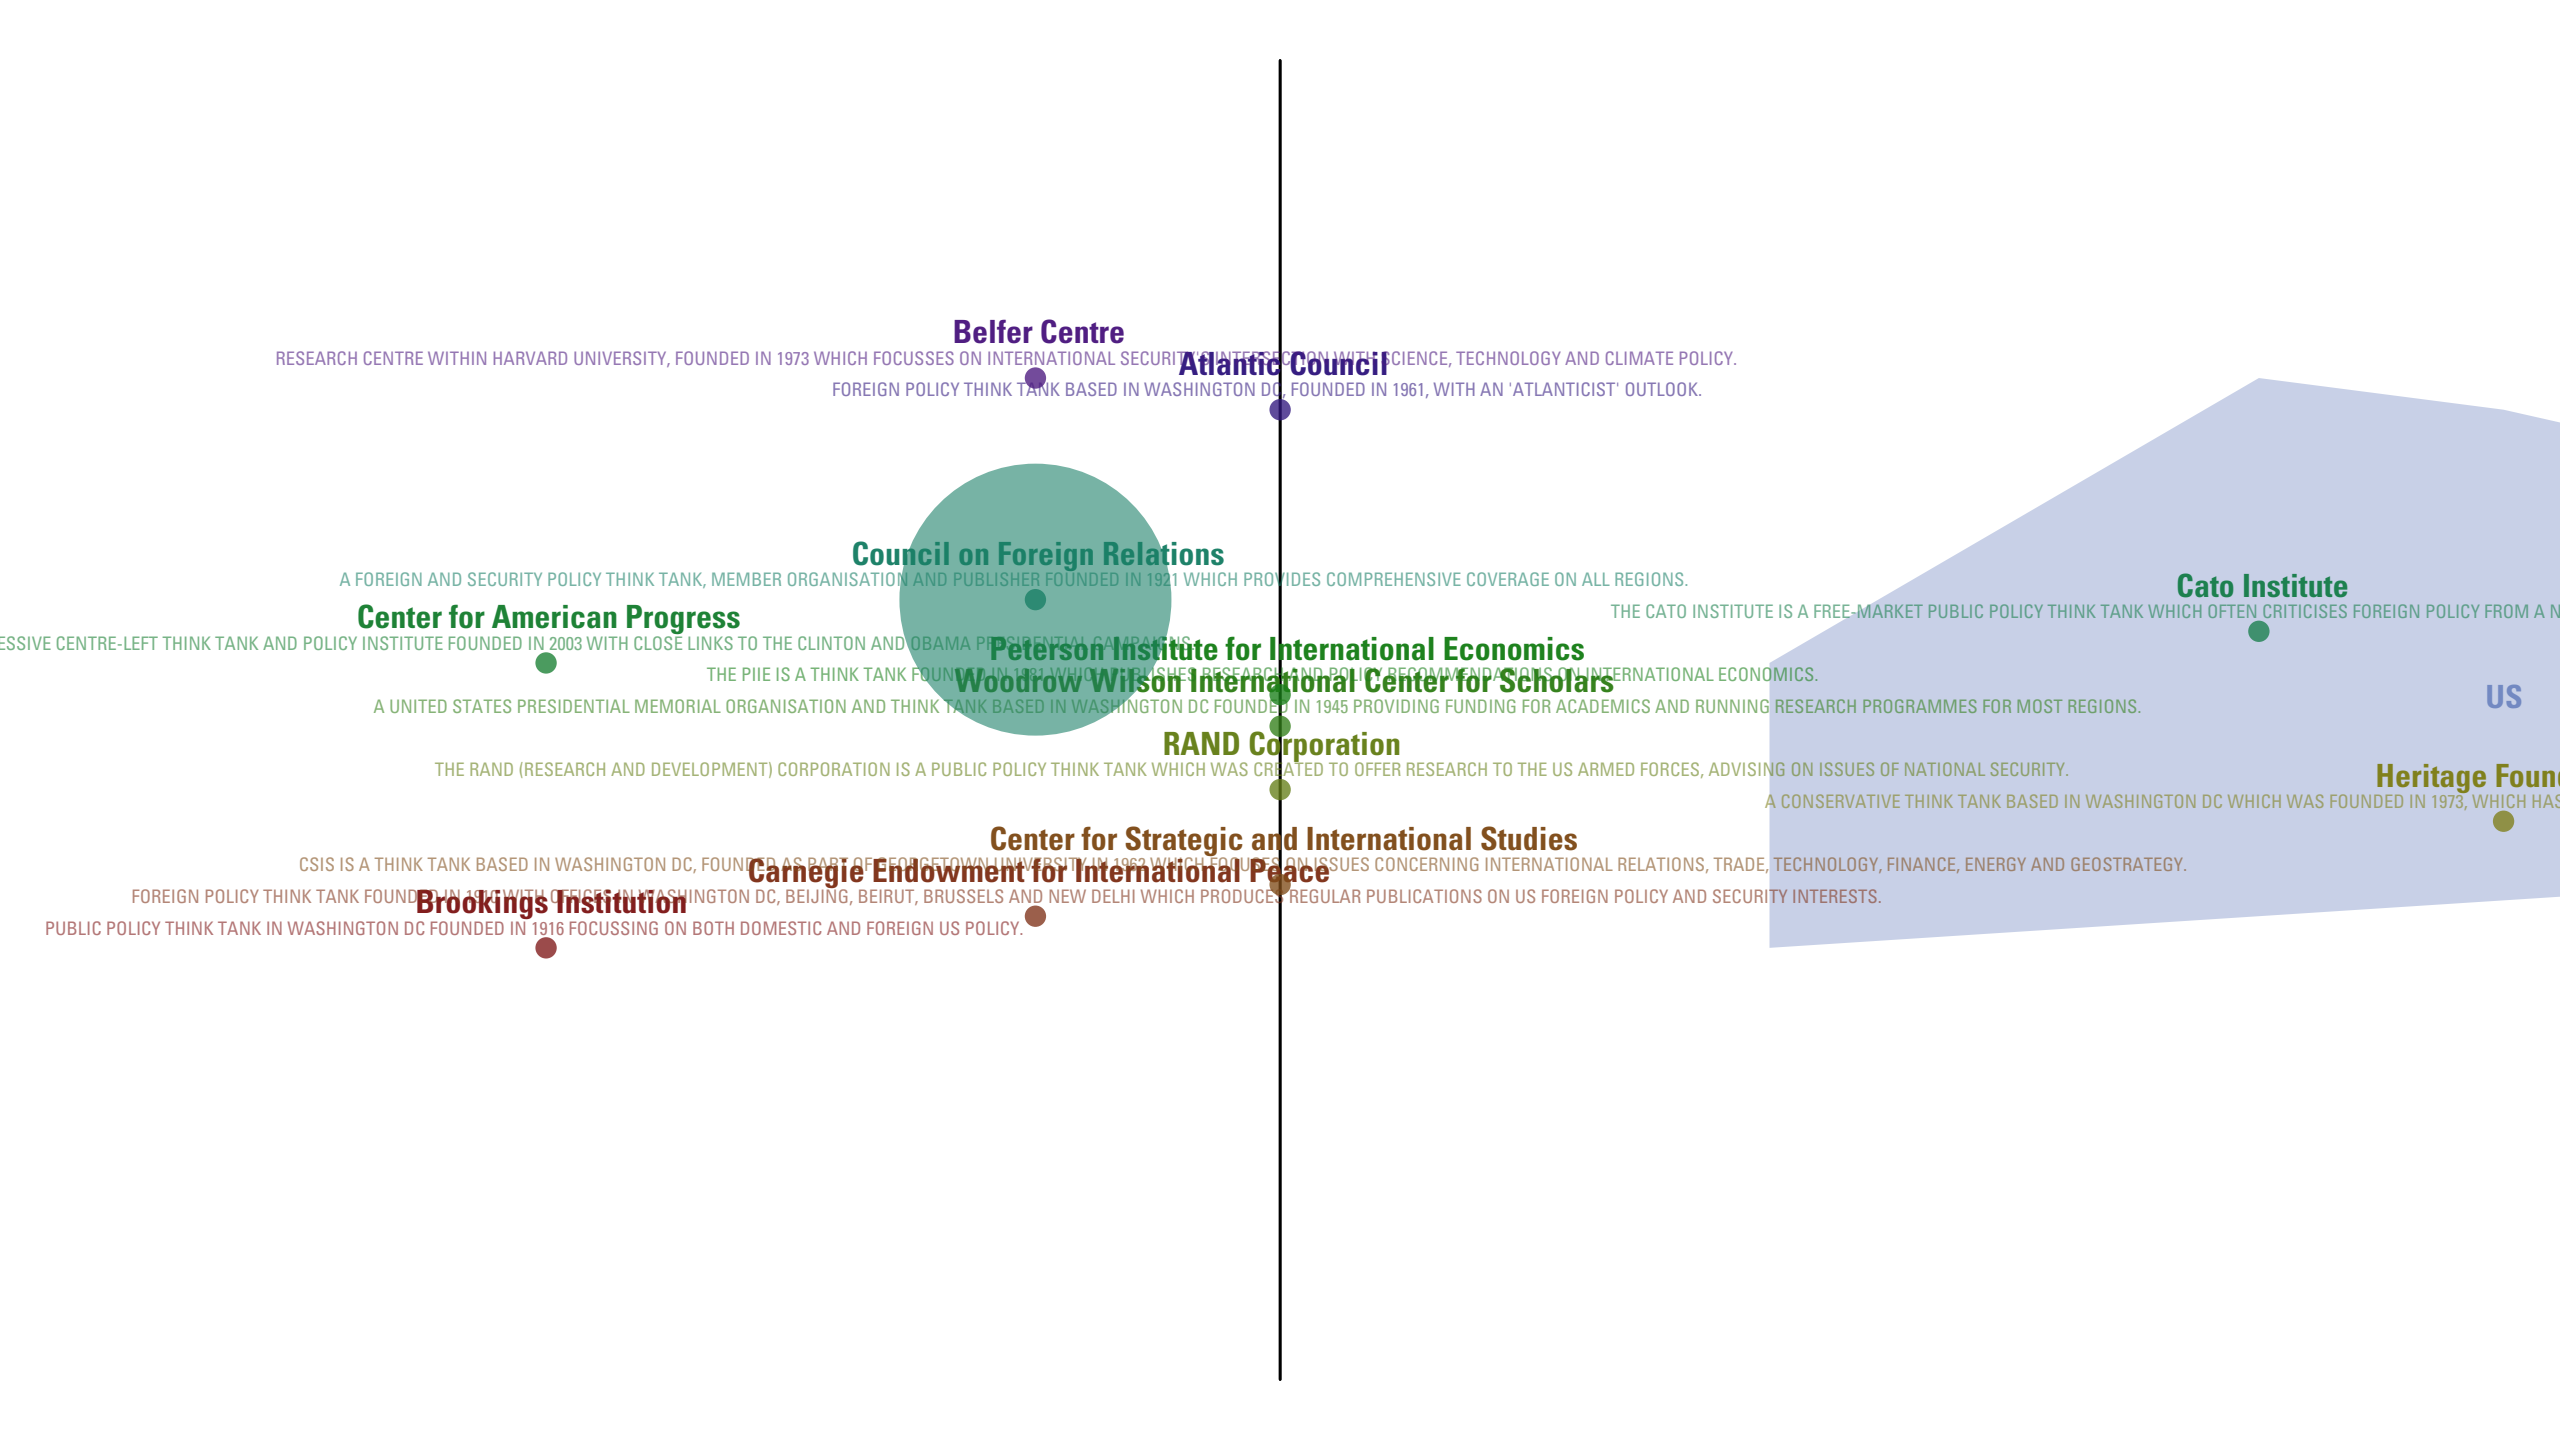 Belfer Centre
RESEARCH CENTRE WITHIN HARVARD UNIVERSITY, FOUNDED IN 1973 WHICH FOCUSSES ON INTERNATIONAL SECURITY'S INTERSECTION WITH SCIENCE, TECHNOLOGY AND CLIMATE POLICY.
Atlantic Council
FOREIGN POLICY THINK TANK BASED IN WASHINGTON DC, FOUNDED IN 1961, WITH AN 'ATLANTICIST' OUTLOOK.
Council on Foreign Relations
A FOREIGN AND SECURITY POLICY THINK TANK, MEMBER ORGANISATION AND PUBLISHER FOUNDED IN 1921 WHICH PROVIDES COMPREHENSIVE COVERAGE ON ALL REGIONS.
Cato Institute
THE CATO INSTITUTE IS A FREE-MARKET PUBLIC POLICY THINK TANK WHICH OFTEN CRITICISES FOREIGN POLICY FROM A N
Center for American Progress
ESSIVE CENTRE-LEFT THINK TANK AND POLICY INSTITUTE FOUNDED IN 2003 WITH CLOSE LINKS TO THE CLINTON AND OBAMA PRESIDENTIAL CAMPAIGNS.
Peterson Institute for International Economics
THE PIIE IS A THINK TANK FOUNDED IN 1981 WHICH PUBLISHES RESEARCH AND POLICY RECOMMENDATIONS ON INTERNATIONAL ECONOMICS.
Woodrow Wilson International Center for Scholars
A UNITED STATES PRESIDENTIAL MEMORIAL ORGANISATION AND THINK TANK BASED IN WASHINGTON DC FOUNDED IN 1945 PROVIDING FUNDING FOR ACADEMICS AND RUNNING RESEARCH PROGRAMMES FOR MOST REGIONS.
US
RAND Corporation
THE RAND (RESEARCH AND DEVELOPMENT) CORPORATION IS A PUBLIC POLICY THINK TANK WHICH WAS CREATED TO OFFER RESEARCH TO THE US ARMED FORCES, ADVISING ON ISSUES OF NATIONAL SECURITY.
Heritage Foun
A CONSERVATIVE THINK TANK BASED IN WASHINGTON DC WHICH WAS FOUNDED IN 1973, WHICH HAS
Center for Strategic and International Studies
CSIS IS A THINK TANK BASED IN WASHINGTON DC, FOUNDED AS PART OF GEORGETOWN UNIVERSITY IN 1962 WHICH FOCUSES ON ISSUES CONCERNING INTERNATIONAL RELATIONS, TRADE, TECHNOLOGY, FINANCE, ENERGY AND GEOSTRATEGY.
Carnegie Endowment for International Peace
FOREIGN POLICY THINK TANK FOUNDED IN 1910 WITH OFFICES IN WASHINGTON DC, BEIJING, BEIRUT, BRUSSELS AND NEW DELHI WHICH PRODUCES REGULAR PUBLICATIONS ON US FOREIGN POLICY AND SECURITY INTERESTS.
Brookings Institution
PUBLIC POLICY THINK TANK IN WASHINGTON DC FOUNDED IN 1916 FOCUSSING ON BOTH DOMESTIC AND FOREIGN US POLICY.